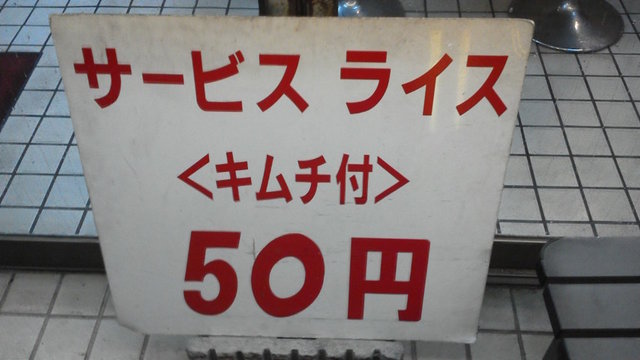 サービス ライス
<キムチ付>
50円